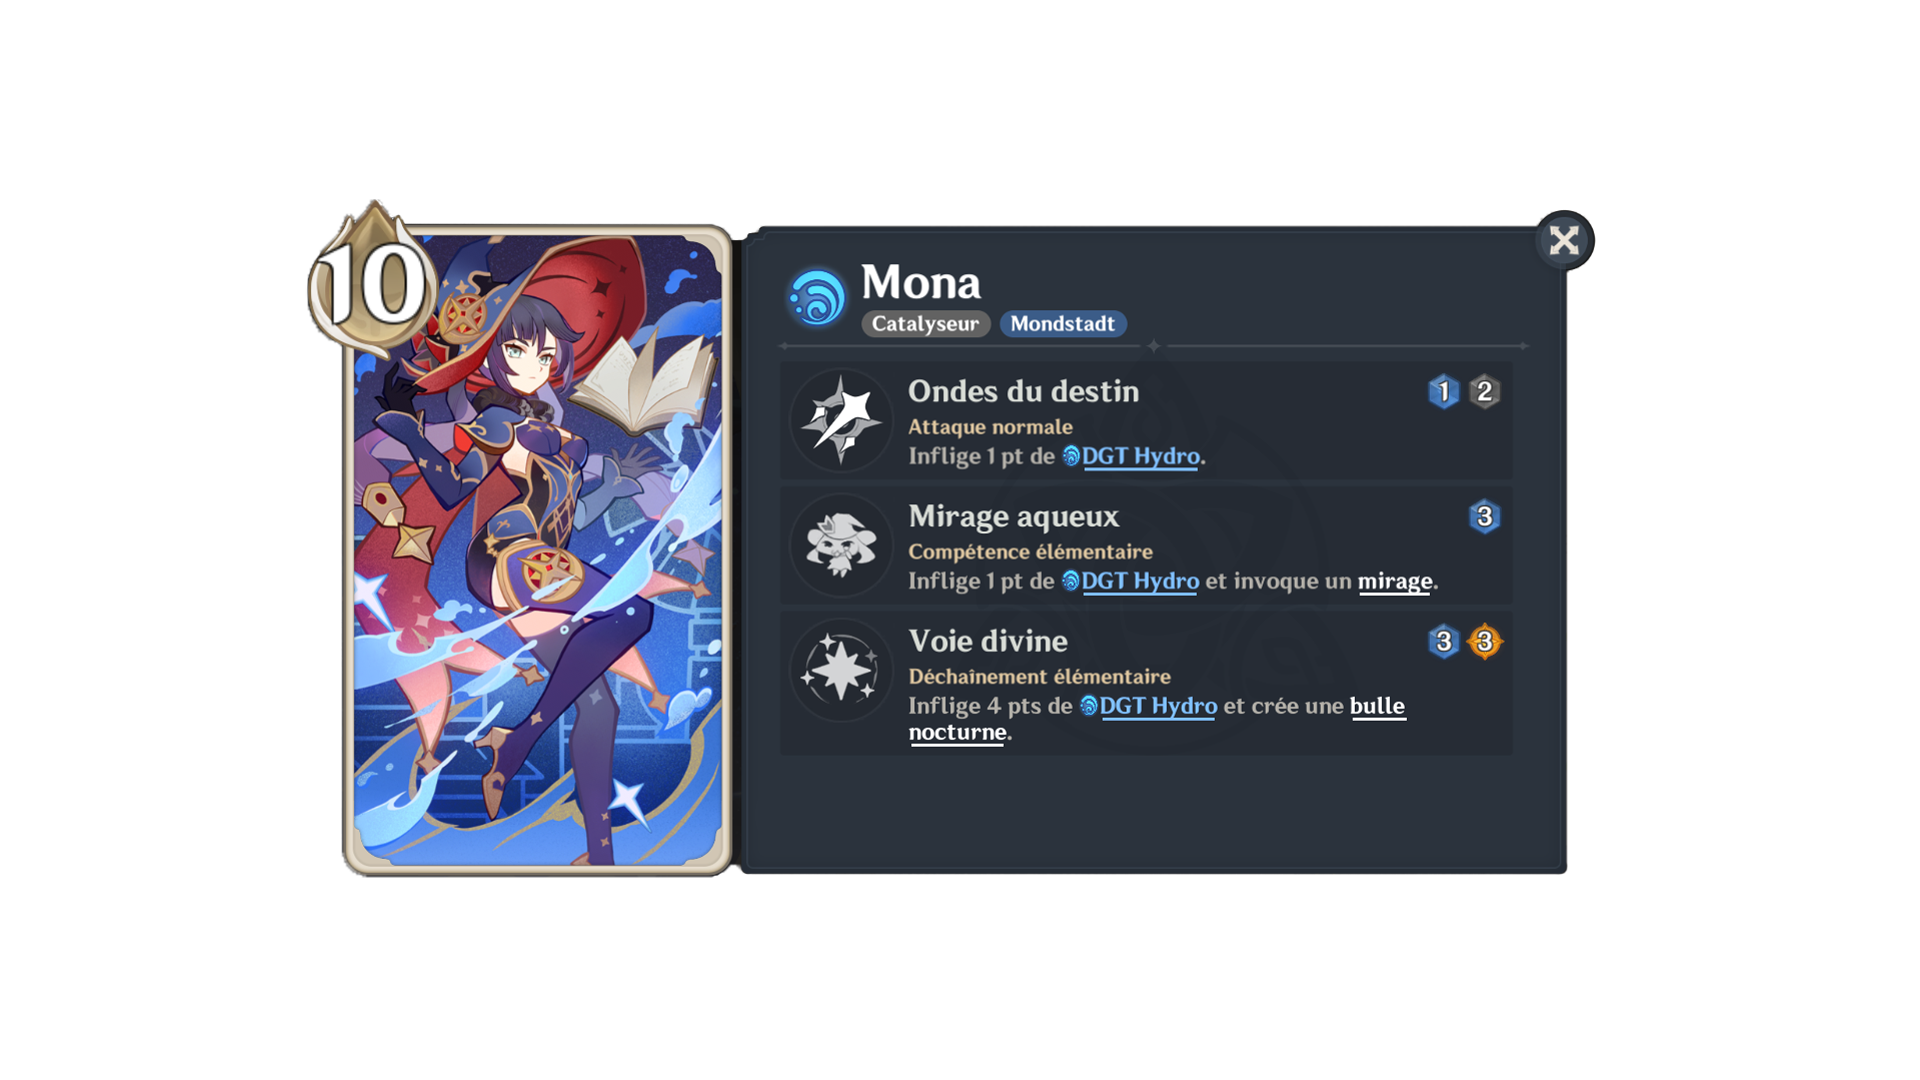 10
Mona
Catalyseur Mondstadt
Ondes du destin 1 2
Attaque normale
Inflige 1 pt de DGT Hydro.
Mirage aqueux 3
Compétence élémentaire
Inflige 1 pt de DGT Hydro et invoque un mirage.
Voie divine 3 3
Déchaînement élémentaire
Inflige 4 pts de DGT Hydro et crée une bulle
nocturne.